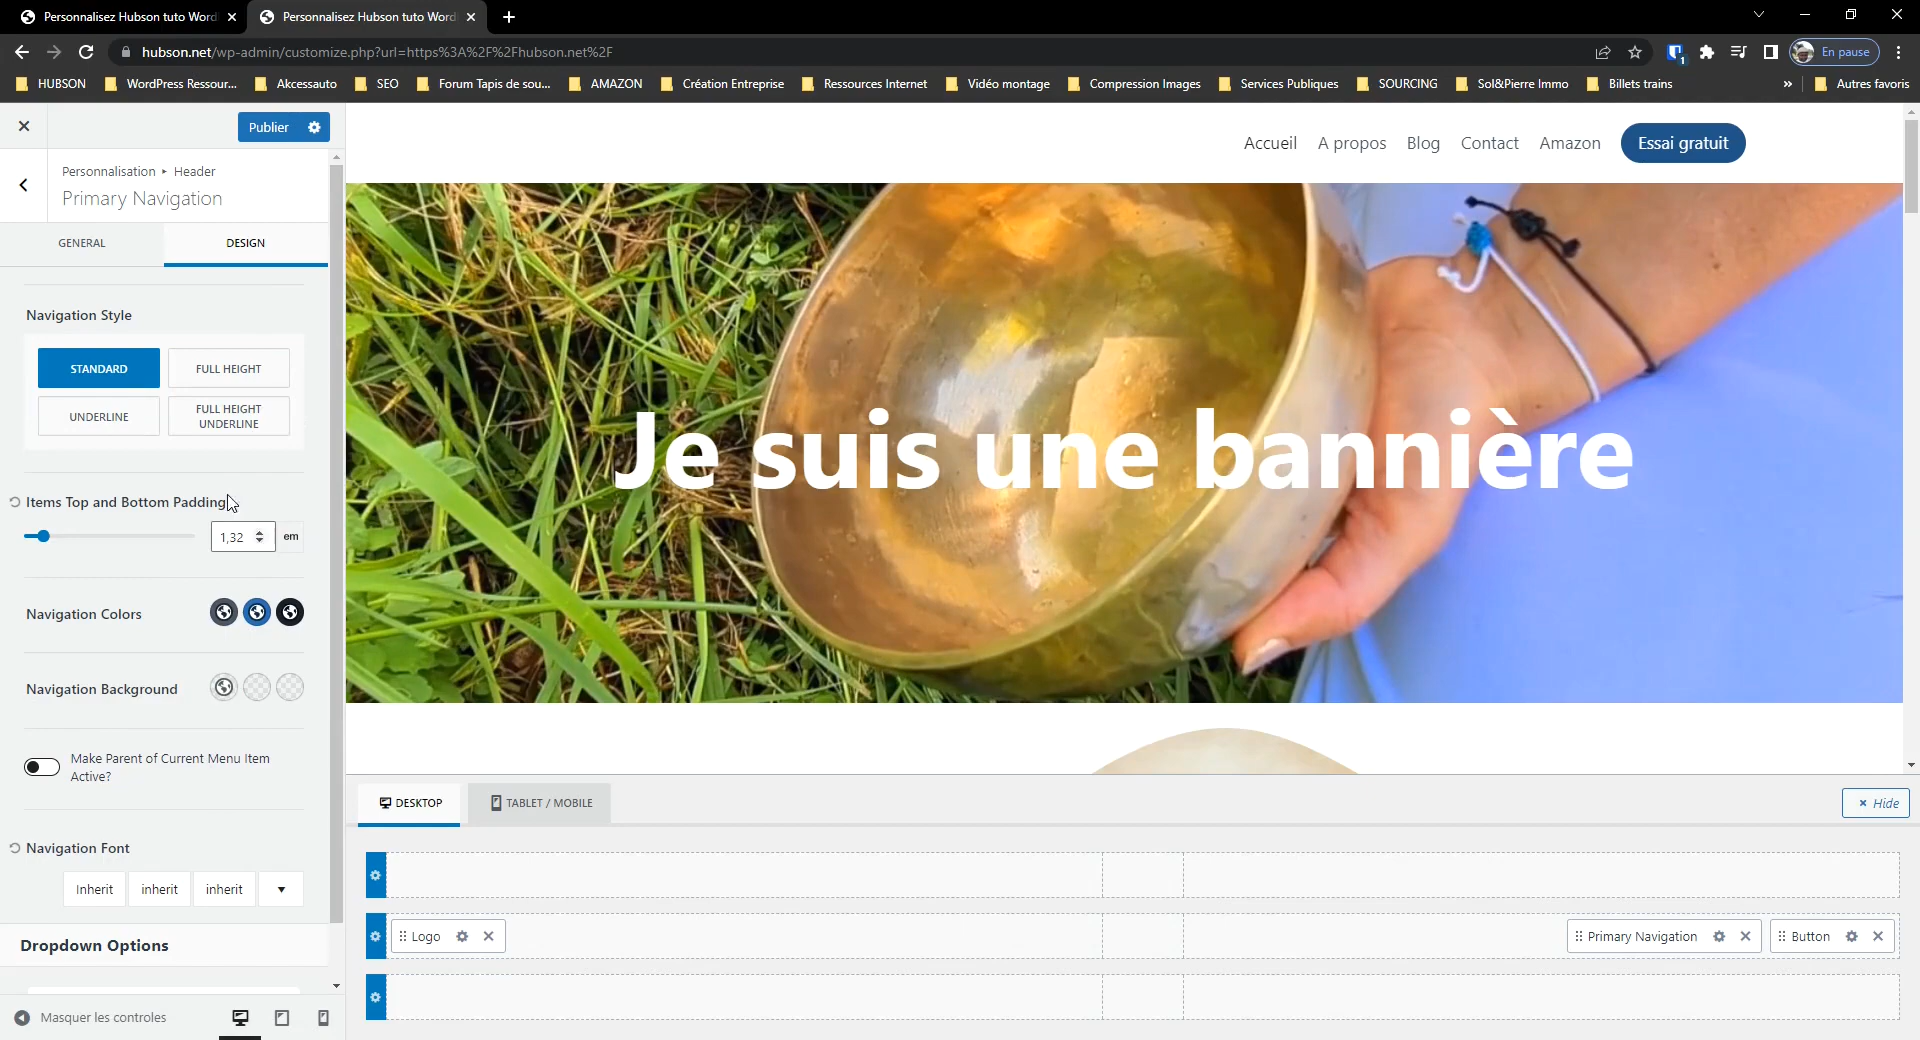 Personnalisez Hubson tuto Word
Personnalisez Hubson tuto Word
hubson.net/wp-admin/customize.php?url=https%3A%2F%2Fhubson.net%2F
1
En pause
HUBSON
WordPress Ressour...
Akcessauto
SEO
Forum Tapis de sou...
AMAZON
Création Entreprise
Ressources Internet
Vidéo montage
Compression Images
Services Publiques
SOURCING
Sol&Pierre Immo
Billets trains
»
Autres favoris
Publier
Personnalisation ▸ Header
Primary Navigation
GENERAL
DESIGN
Navigation Style
STANDARD
FULL HEIGHT
UNDERLINE
FULL HEIGHT
UNDERLINE
Items Top and Bottom Padding
1,32
em
Navigation Colors
Navigation Background
Make Parent of Current Menu Item
Active?
Navigation Font
Inherit
inherit
inherit
Dropdown Options
Masquer les controles
Accueil
A propos
Blog
Contact
Amazon
Essai gratuit
Je suis une bannière
DESKTOP
TABLET / MOBILE
× Hide
Logo
Primary Navigation
Button